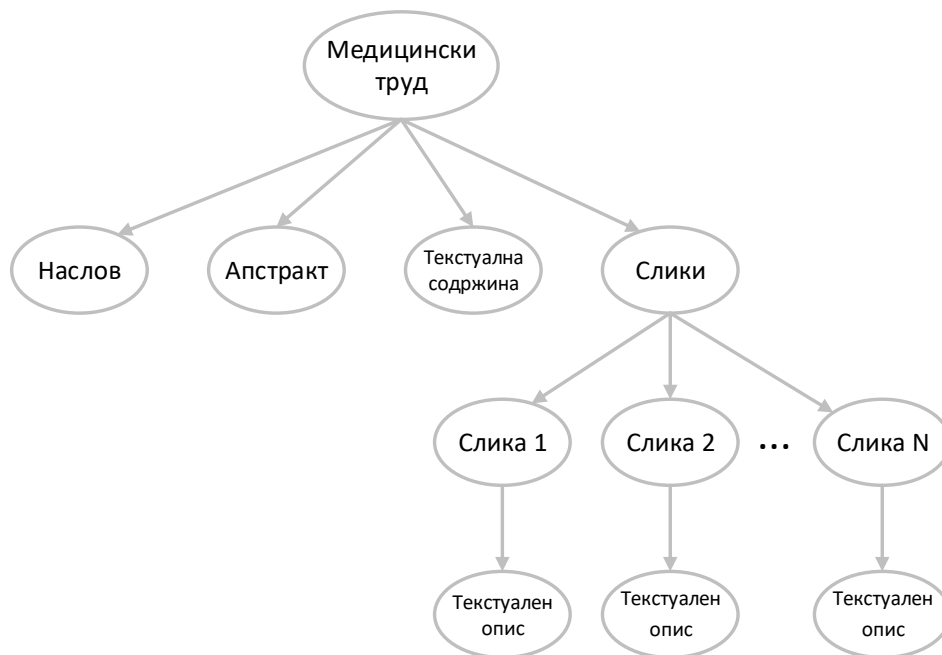 Медицински
труд
Наслов
Апстракт
Текстуална
содржина
Слики
Слика 1
Слика 2
...
Слика N
Текстуален
опис
Текстуален
опис
Текстуален
опис